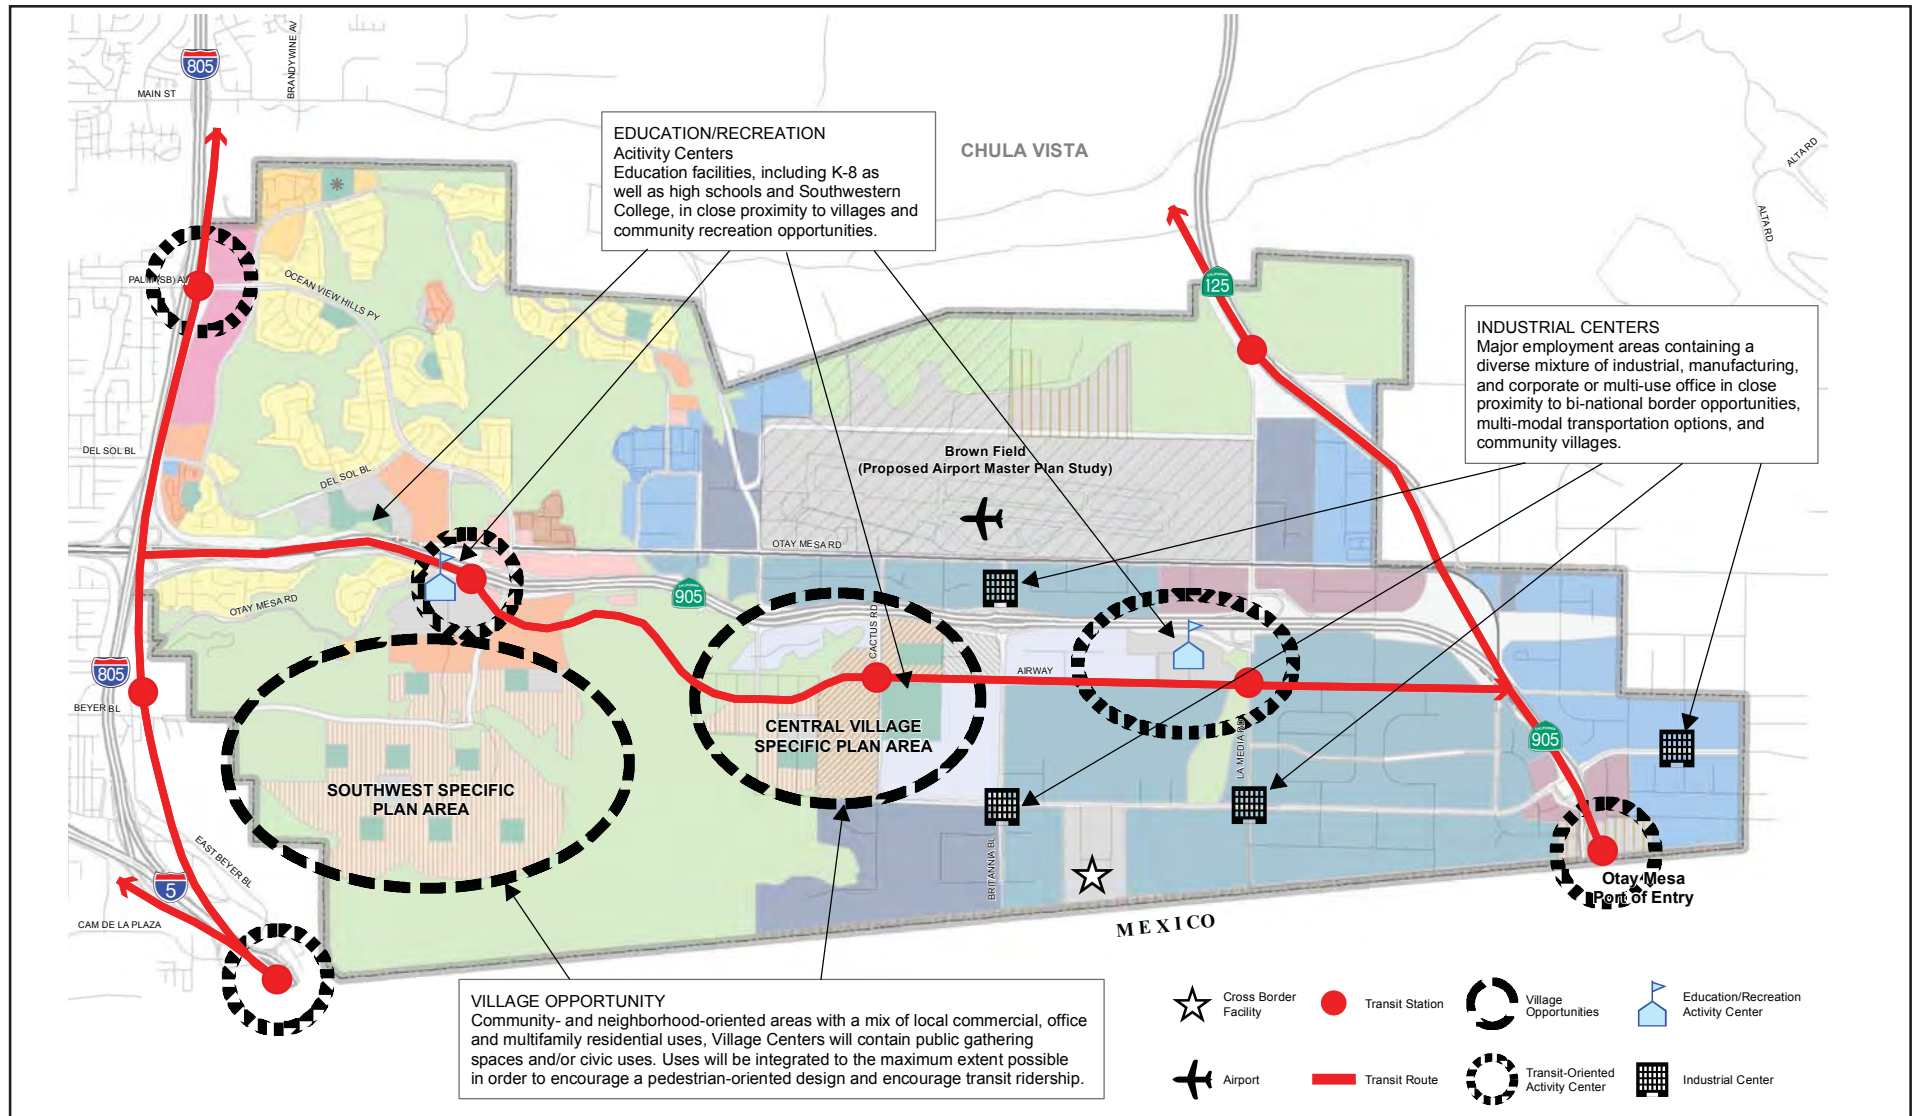 805
MAIN ST
BRANDYWINE AV
EDUCATION/RECREATION
Acitivity Centers
Education facilities, including K-8 as
well as high schools and Southwestern
College, in close proximity to villages and
community recreation opportunities.
CHULA VISTA
ALTA RD
ALTA RD
PALM (SB) AV
OCEAN VIEW HILLS PY
CALIFORNIA
125
INDUSTRIAL CENTERS
Major employment areas containing a
diverse mixture of industrial, manufacturing,
and corporate or multi-use office in close
proximity to bi-national border opportunities,
multi-modal transportation options, and
community villages.
DEL SOL BL
DEL SOL BL
Brown Field
(Proposed Airport Master Plan Study)
OTAY MESA RD
OTAY MESA RD
CALIFORNIA
905
CACTUS RD
AIRWAY
805
BEYER BL
CENTRAL VILLAGE
SPECIFIC PLAN AREA
LA MEDIA RD
CALIFORNIA
905
SOUTHWEST SPECIFIC
PLAN AREA
EAST BEYER BL
BRITANNIA BL
5
CAM DE LA PLAZA
Otay Mesa
Port of Entry
MEXICO
VILLAGE OPPORTUNITY
Community- and neighborhood-oriented areas with a mix of local commercial, office
and multifamily residential uses, Village Centers will contain public gathering
spaces and/or civic uses. Uses will be integrated to the maximum extent possible
in order to encourage a pedestrian-oriented design and encourage transit ridership.
Cross Border
Facility
Transit Station
Village
Opportunities
Education/Recreation
Activity Center
Airport
Transit Route
Transit-Oriented
Activity Center
Industrial Center